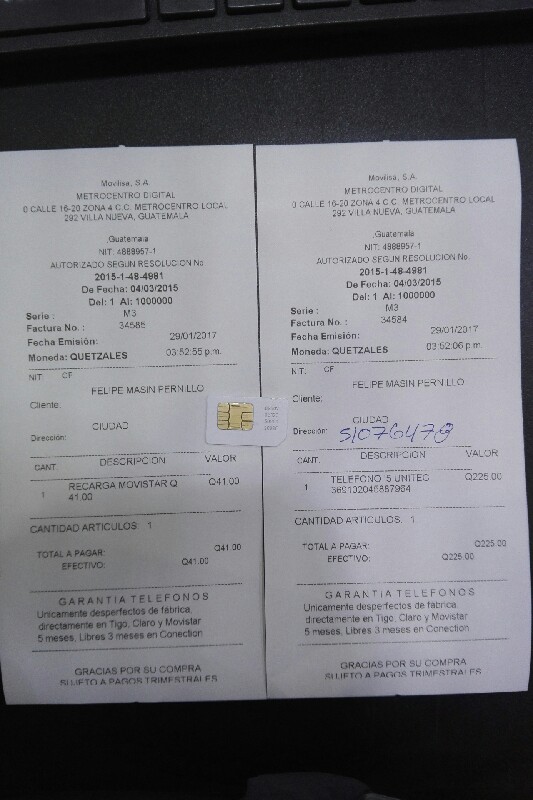 Movilisa, S.A.
METROCENTRO DIGITAL
0 CALLE 16-20 ZONA 4 C.C. METROCENTRO LOCAL
292 VILLA NUEVA, GUATEMALA
,Guatemala
NIT: 4888957-1
AUTORIZADO SEGUN RESOLUCION No.
2015-1-48-4981
De Fecha: 04/03/2015
Del: 1 Al: 1000000
Serie : M3
Factura No. : 34585
Fecha Emisión: 29/01/2017
Moneda: QUETZALES 03:52:55 p.m.
NIT: CF
FELIPE MASIN PERNILLO
Cliente:
CIUDAD
Dirección:
CANT. DESCRIPCION VALOR
1 RECARGA MOVISTAR Q Q41.00
41.00
CANTIDAD ARTICULOS: 1
TOTAL A PAGAR: Q41.00
EFECTIVO: Q41.00
GARANTIA TELEFONOS
Unicamente desperfectos de fábrica,
directamente en Tigo, Claro y Movistar
5 meses, Libres 3 meses en Conection
GRACIAS POR SU COMPRA
SUJETO A PAGOS TRIMESTRALES
Movilisa, S.A.
METROCENTRO DIGITAL
0 CALLE 16-20 ZONA 4 C.C. METROCENTRO LOCAL
292 VILLA NUEVA, GUATEMALA
,Guatemala
NIT: 4888957-1
AUTORIZADO SEGUN RESOLUCION No.
2015-1-48-4981
De Fecha: 04/03/2015
Del: 1 Al: 1000000
Serie : M3
Factura No. : 34584
Fecha Emisión: 29/01/2017
Moneda: QUETZALES 03:52:06 p.m.
NIT: CF
FELIPE MASIN PERNILLO
Cliente:
CIUDAD
Dirección: 51076478
CANT. DESCRIPCION VALOR
1 TELEFONO 5 UNITEC Q225.00
369102046887964
CANTIDAD ARTICULOS: 1
TOTAL A PAGAR: Q225.00
EFECTIVO: Q225.00
GARANTIA TELEFONOS
Unicamente desperfectos de fábrica,
directamente en Tigo, Claro y Movistar
5 meses, Libres 3 meses en Conection
GRACIAS POR SU COMPRA
SUJETO A PAGOS TRIMESTRALES